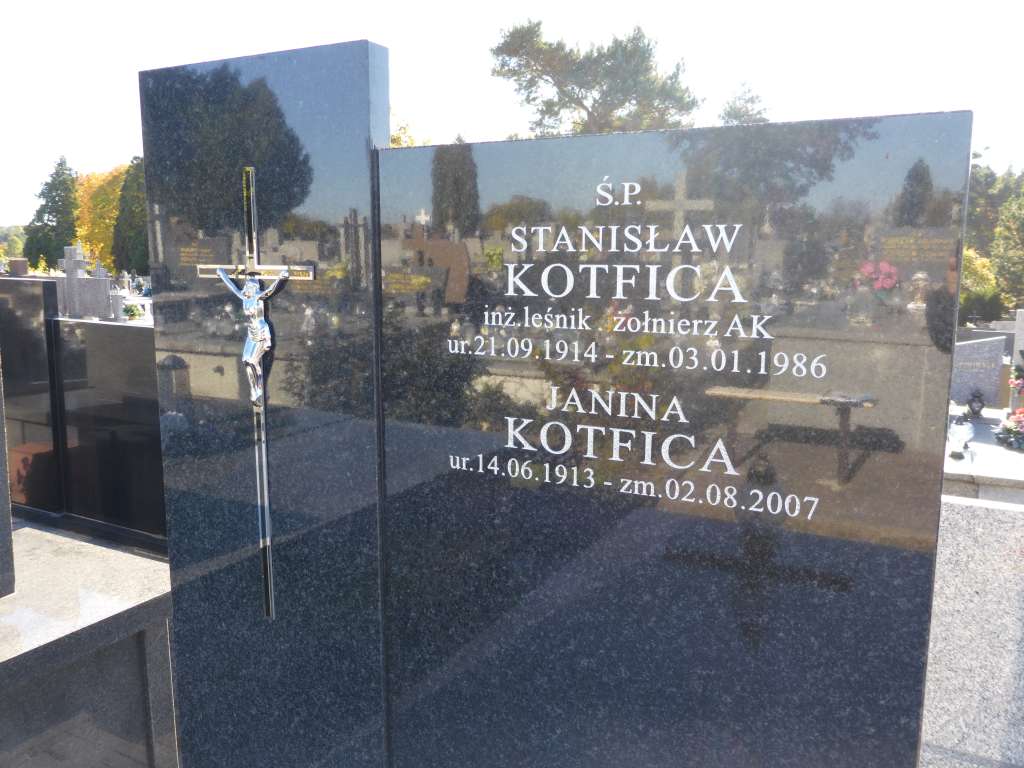 Ś.P.
STANISŁAW
KOTFICA
inż.leśnik . żołnierz AK
ur.21.09.1914 - zm.03.01.1986
JANINA
KOTFICA
ur.14.06.1913 - zm.02.08.2007